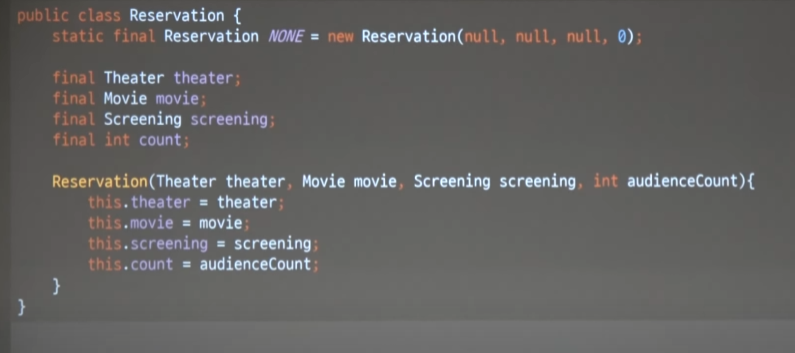 public class Reservation {
    static final Reservation NONE = new Reservation(null, null, null, 0);
    final Theater theater;
    final Movie movie;
    final Screening screening;
    final int count;
    Reservation(Theater theater, Movie movie, Screening screening, int audienceCount){
        this.theater = theater;
        this.movie = movie;
        this.screening = screening;
        this.count = audienceCount;
    }
}